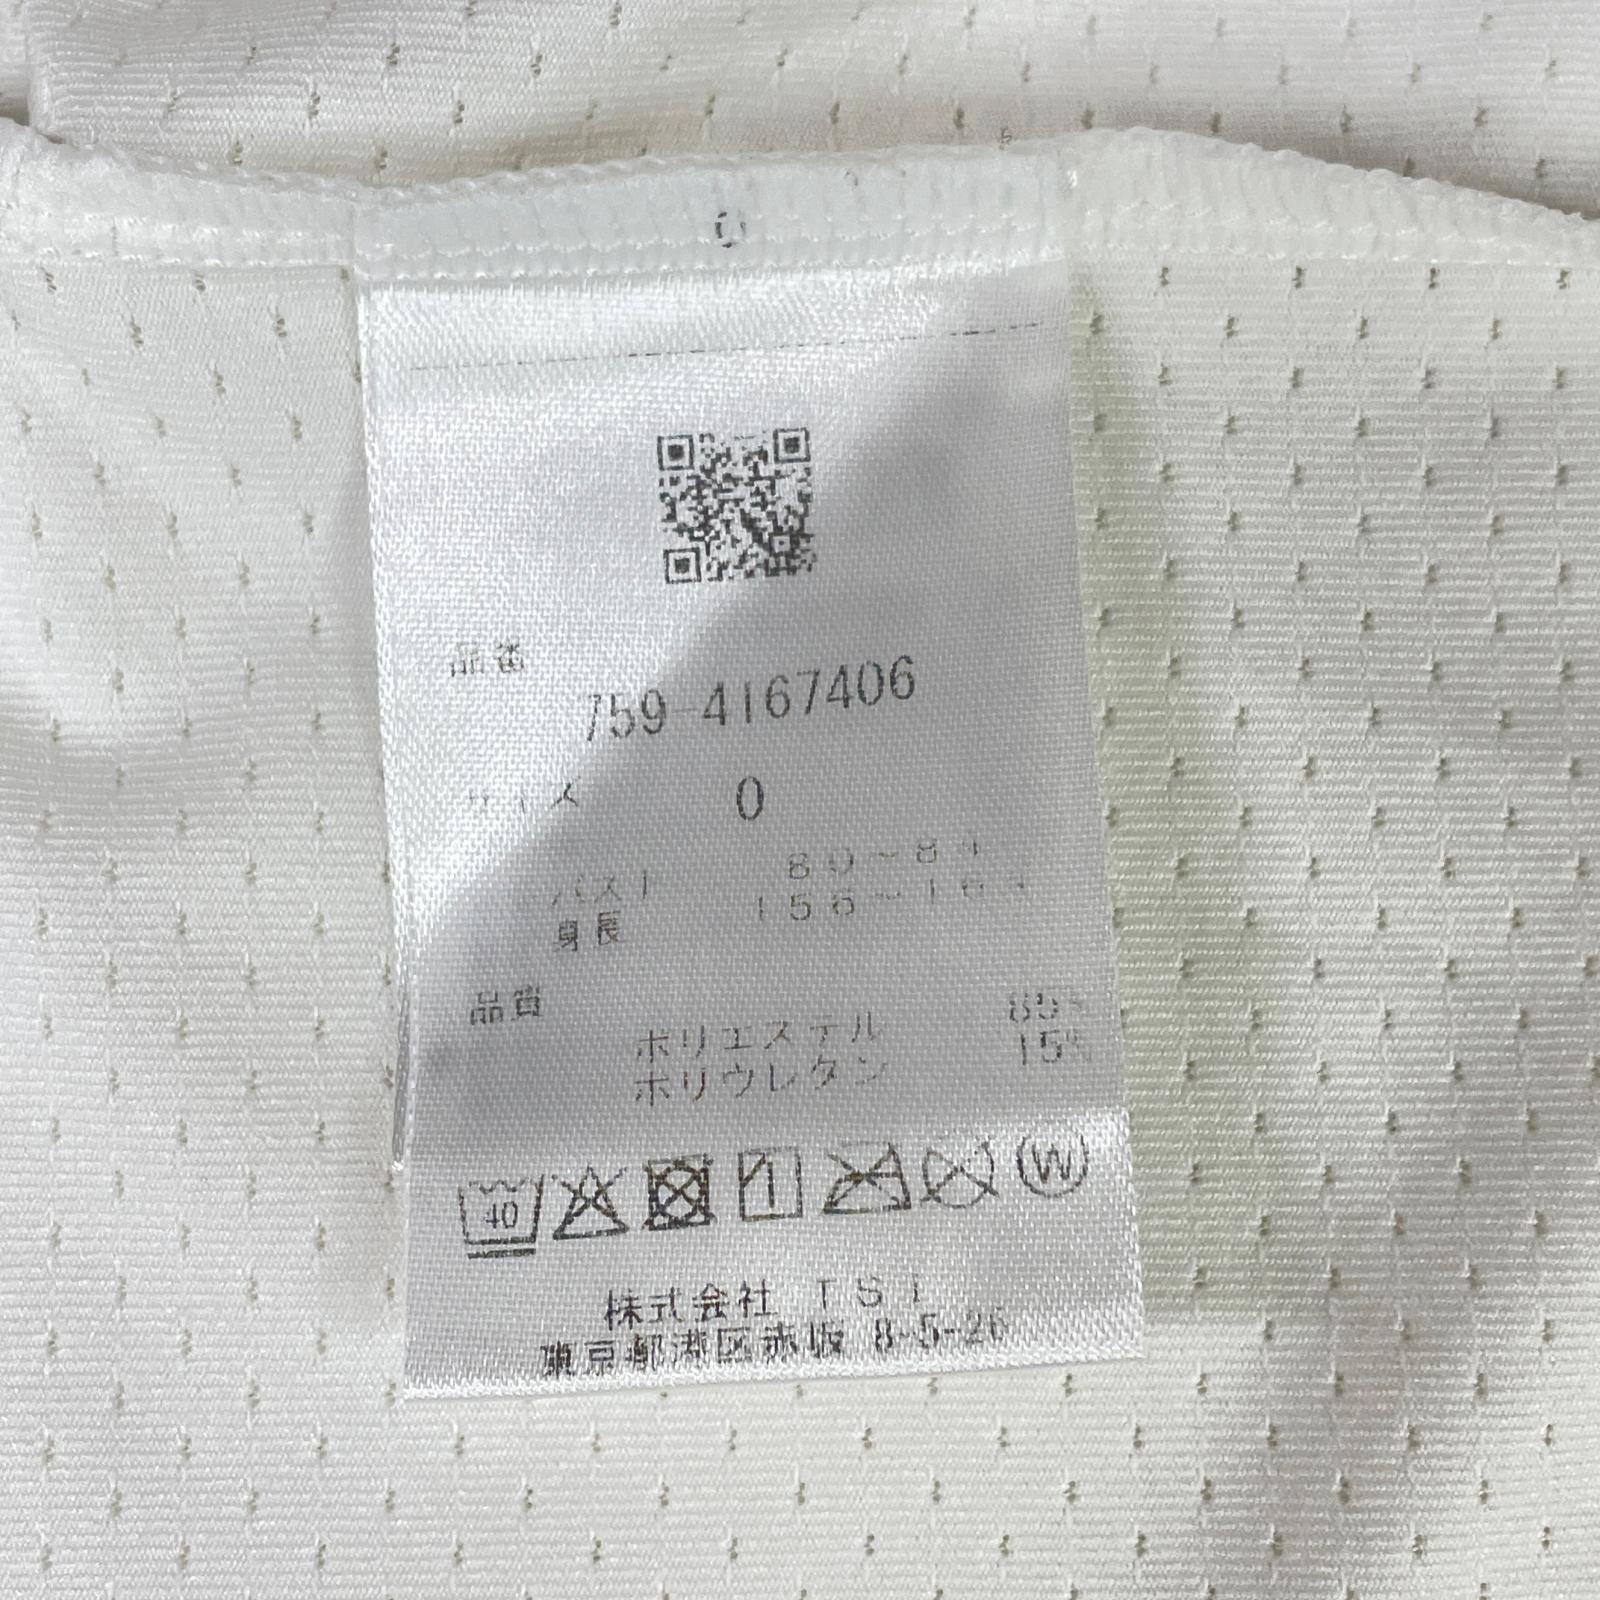 0
品番
759-4167406
サイズ 0
バスト 80~84
身長 156~164
品質
ポリエステル 85%
ポリウレタン 15%
40
W
株式会社 TSI
東京都港区赤坂 8-5-26